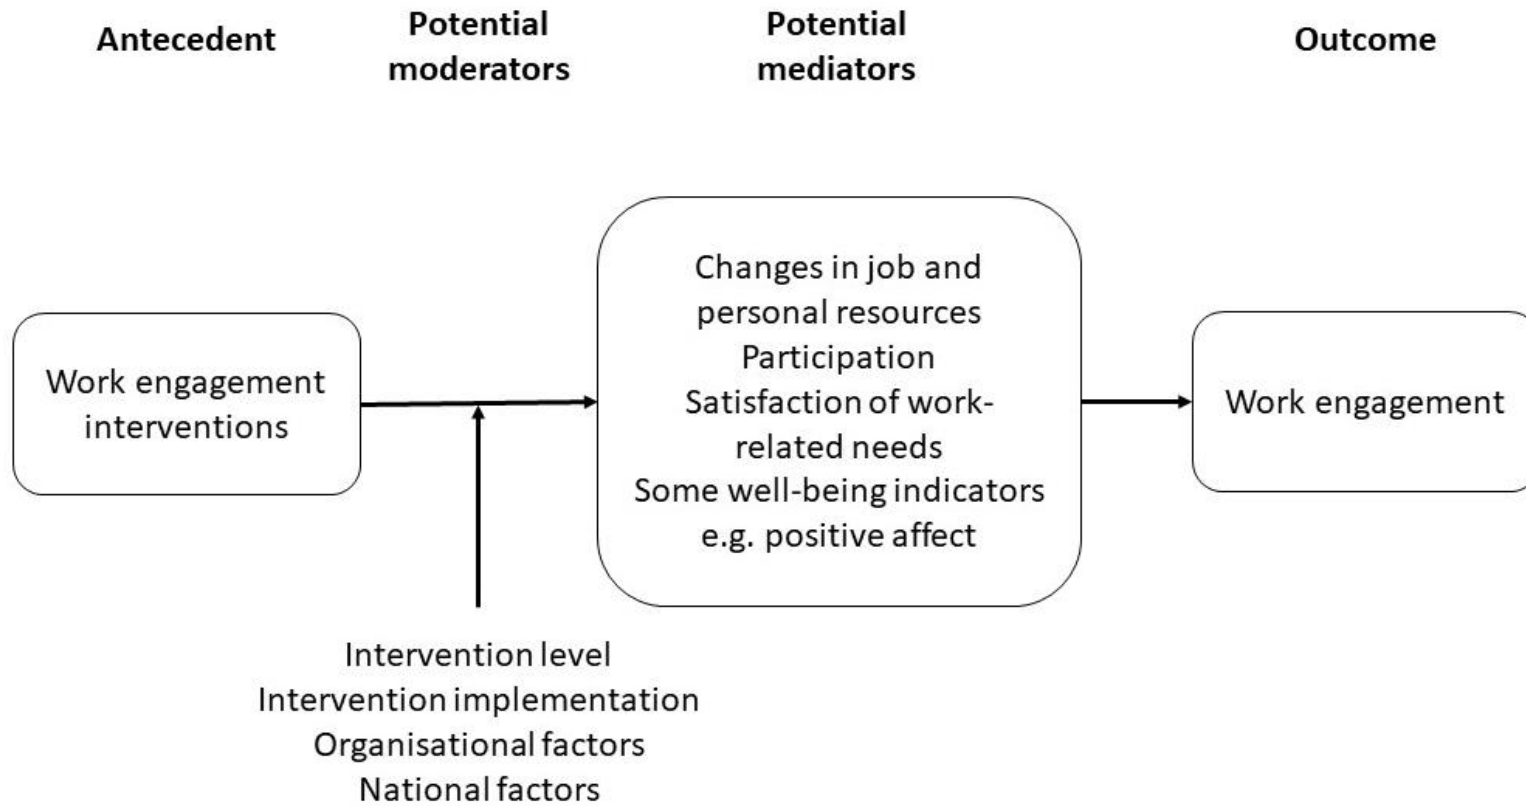 Antecedent
Potential
moderators
Potential
mediators
Outcome
Work engagement
interventions
Changes in job and
personal resources
Participation
Satisfaction of work-
related needs
Some well-being indicators
e.g. positive affect
Work engagement
Intervention level
Intervention implementation
Organisational factors
National factors